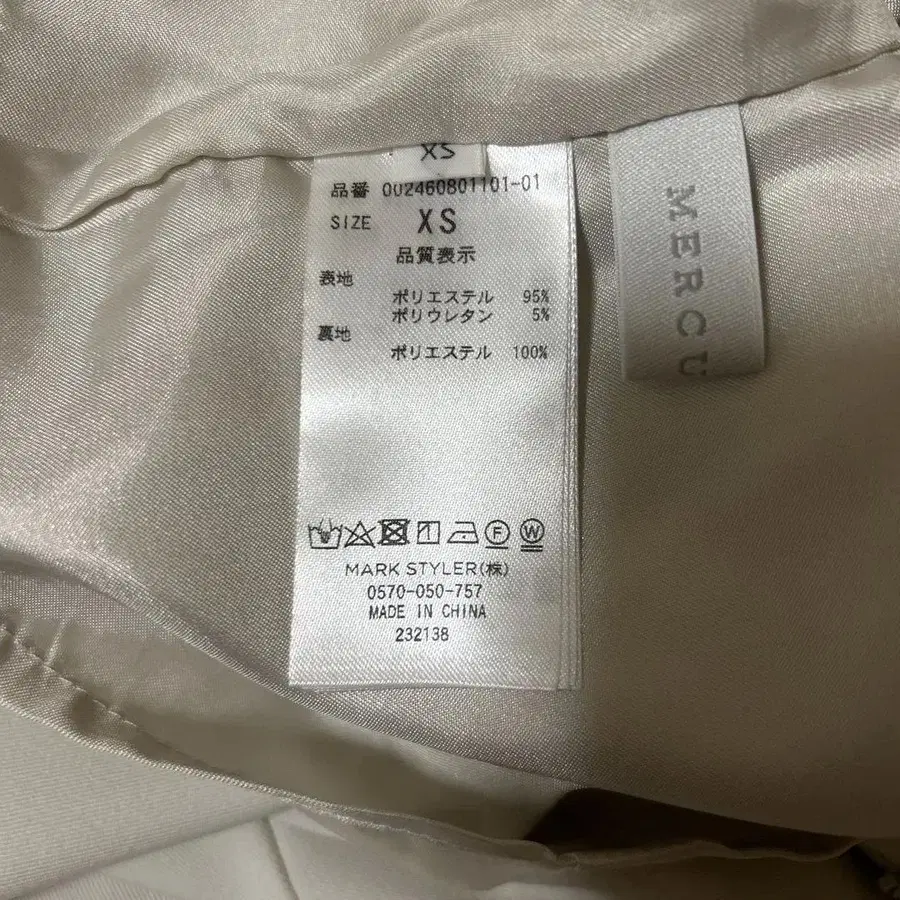 XS
品番 002460801101-01
SIZE XS
品質表示
表地
ポリエステル 95%
ポリウレタン 5%
裏地
ポリエステル 100%
F W
MARK STYLER(株)
0570-050-757
MADE IN CHINA
232138
MERCU